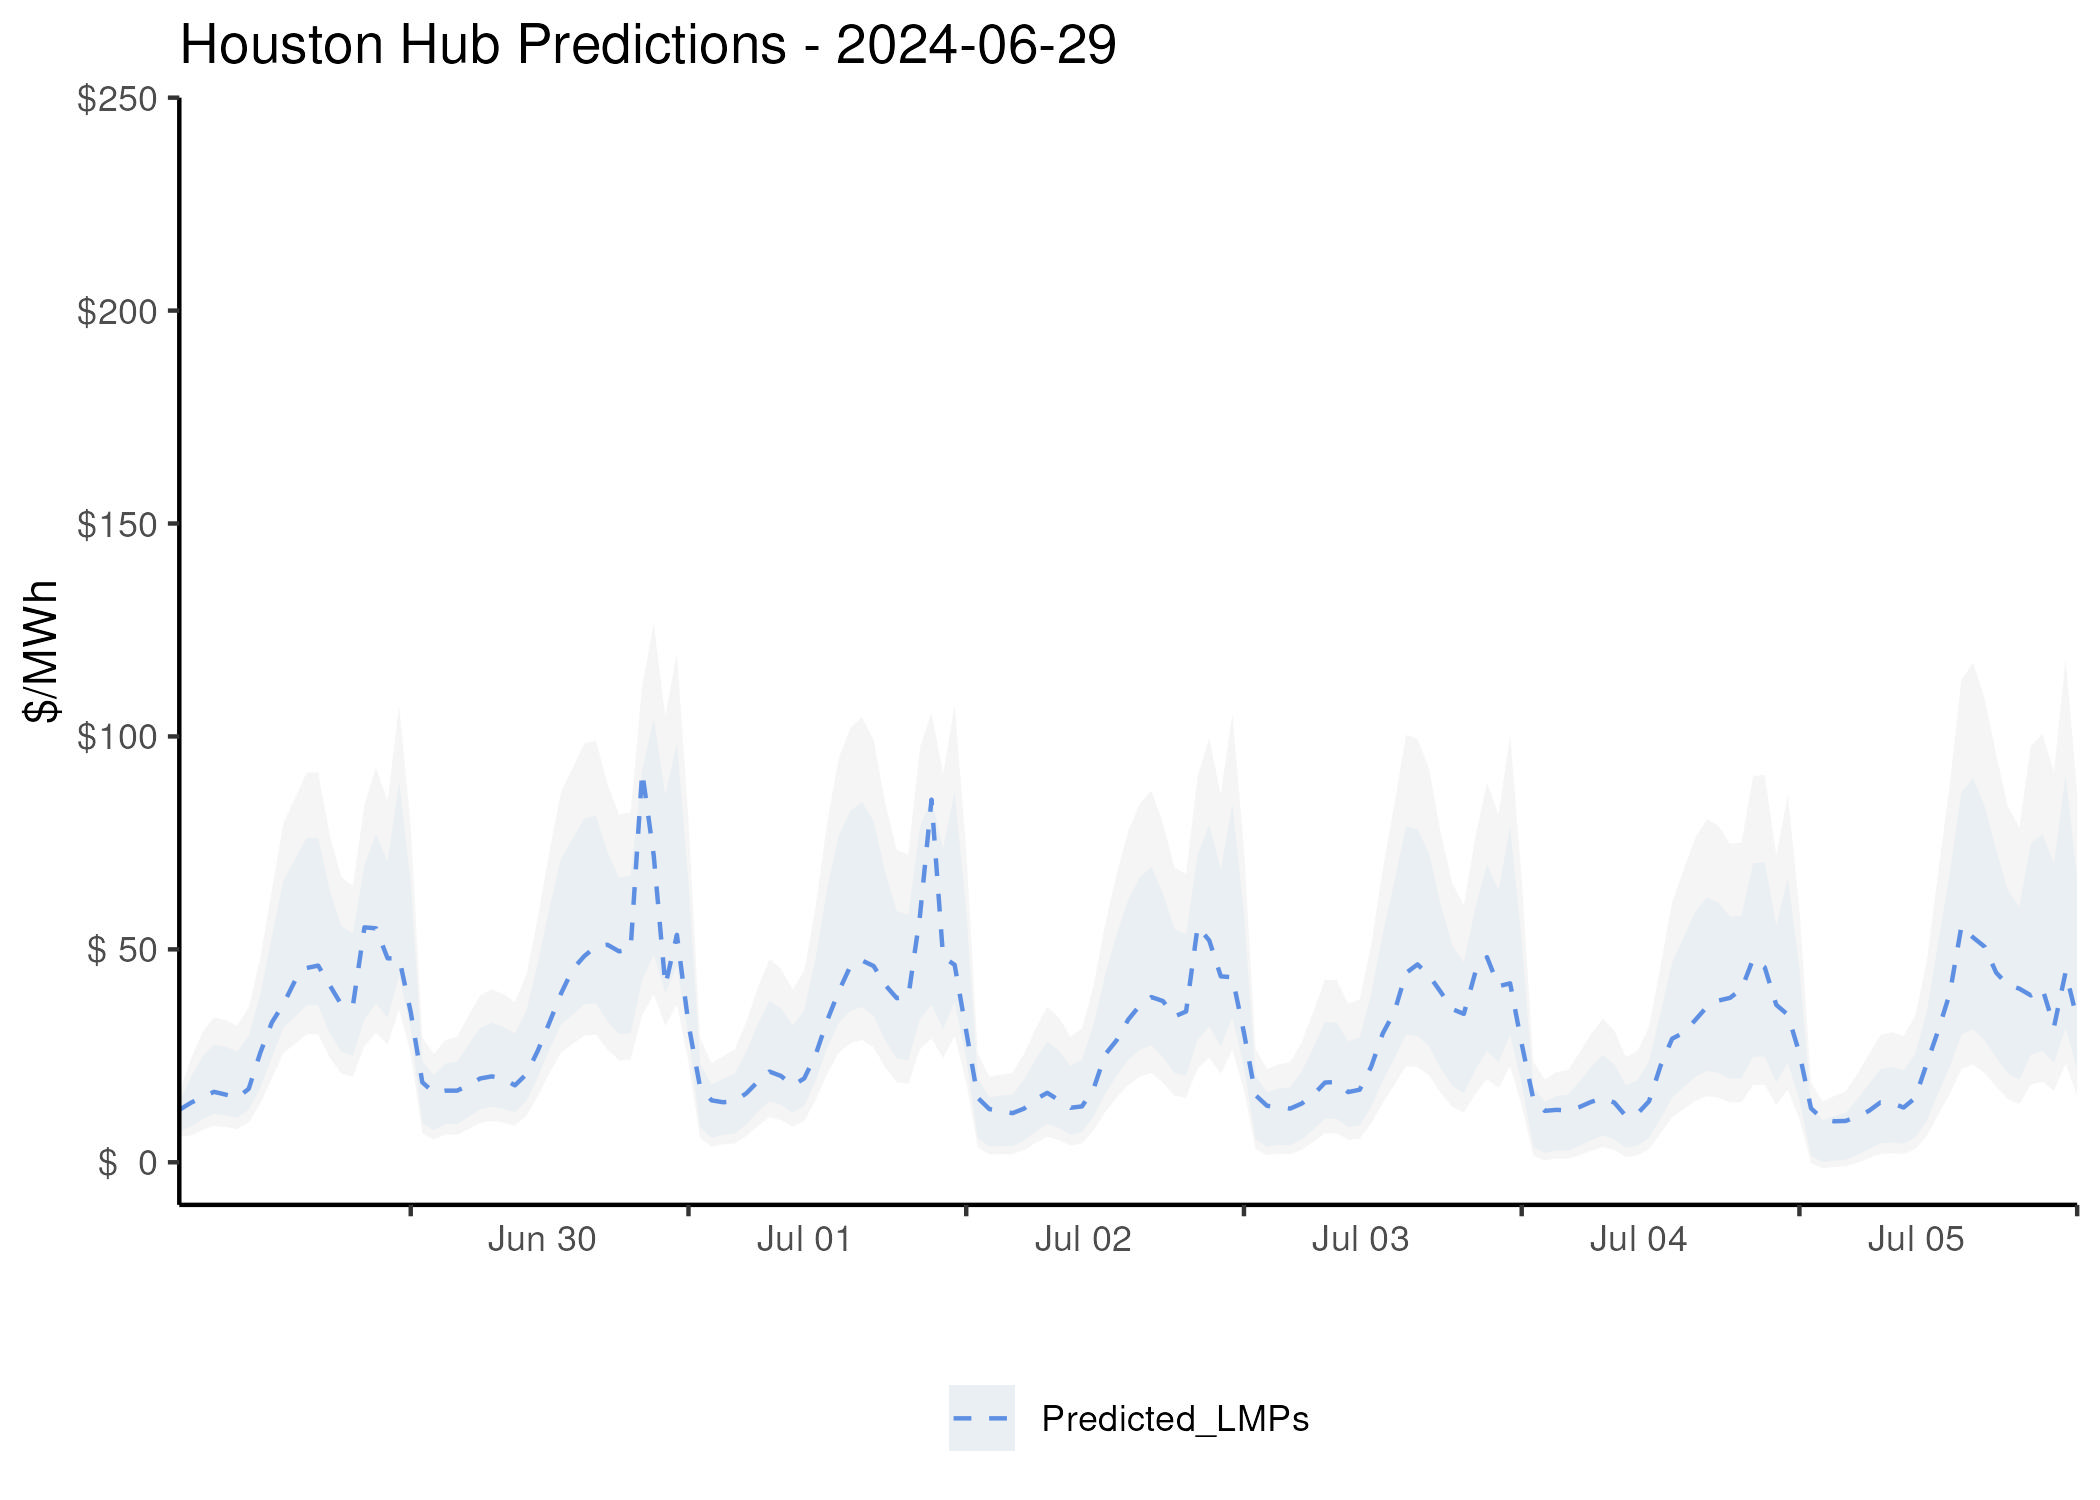 Houston Hub Predictions - 2024-06-29
$250
$200
$150
$100
$ 50
$  0
$/MWh
Jun 30
Jul 01
Jul 02
Jul 03
Jul 04
Jul 05
Predicted_LMPs